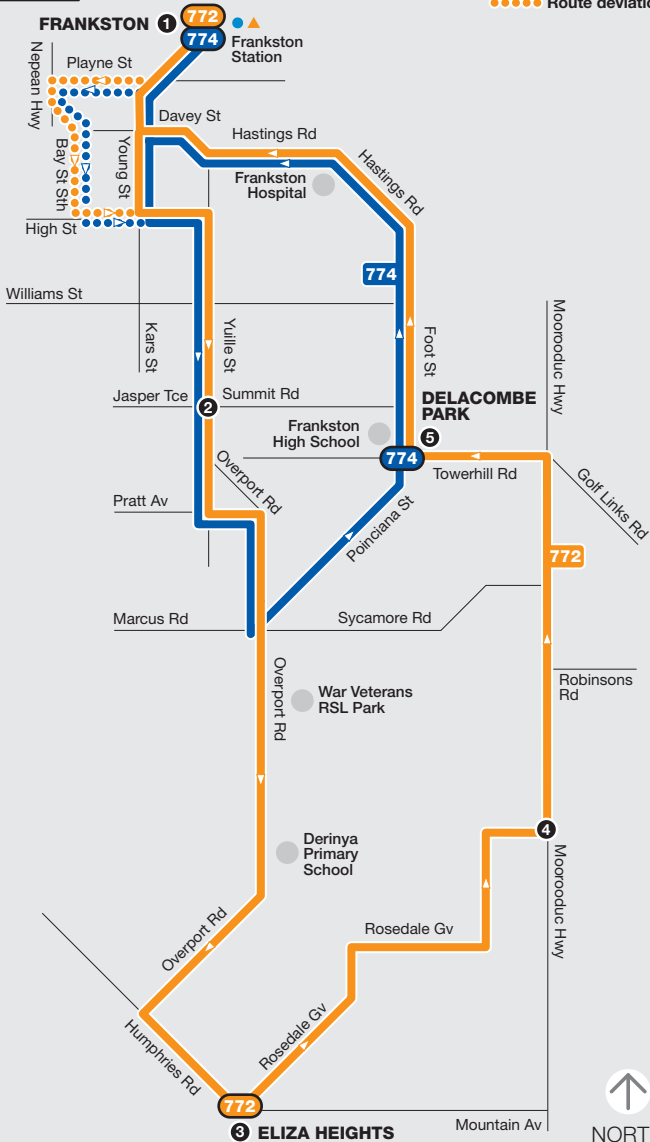 Route deviatio
FRANKSTON 1 772
774
Frankston
Station
Nepean Hwy
Playne St
Davey St
Hastings Rd
Bay St Sth
Young St
Frankston
Hospital
Hastings Rd
High St
774
Williams St
Kars St
Yuille St
Foot St
Moorooduc Hwy
Jasper Tce
2
Summit Rd
DELACOMBE
PARK
5
Frankston
High School
774
Towerhill Rd
Golf Links Rd
Overport Rd
Pratt Av
Poinciana St
772
Marcus Rd
Sycamore Rd
Overport Rd
War Veterans
RSL Park
Robinsons
Rd
4
Derinya
Primary
School
Moorooduc Hwy
Overport Rd
Rosedale Gv
Humphries Rd
Rosedale Gv
772
3 ELIZA HEIGHTS
Mountain Av
NORT